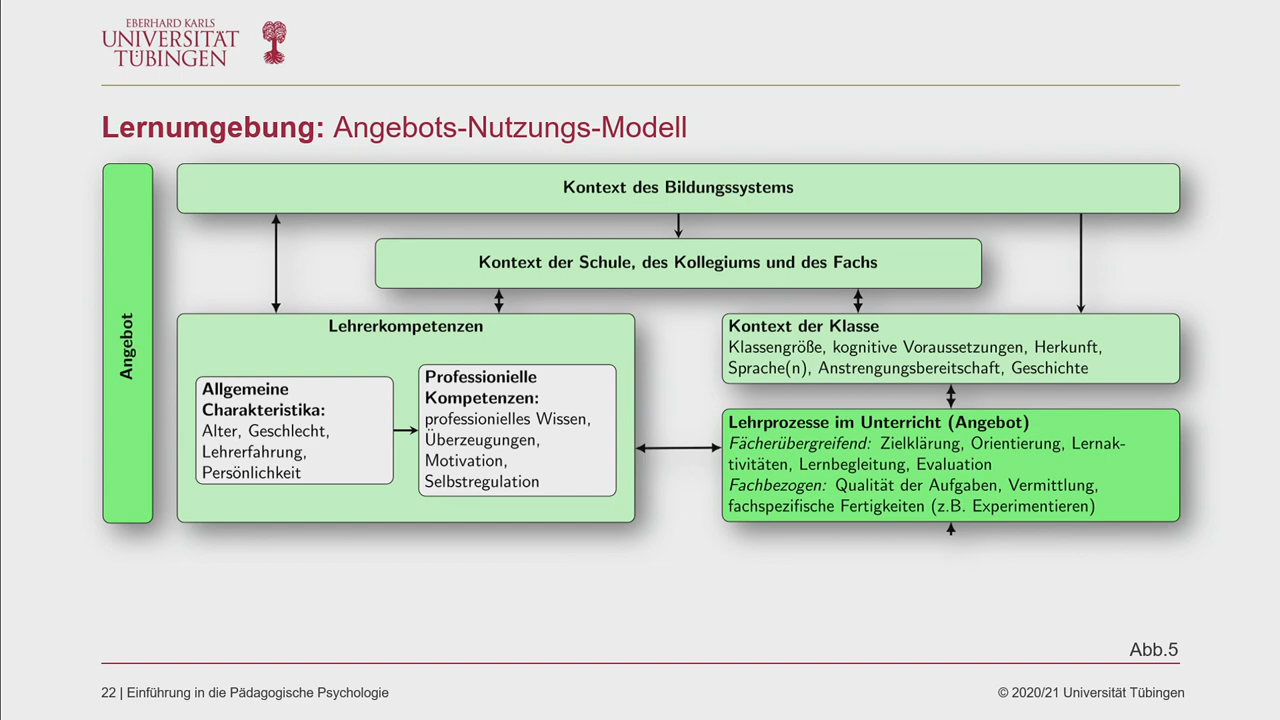 EBERHARD KARLS
UNIVERSITÄT
TÜBINGEN
Lernumgebung: Angebots-Nutzungs-Modell
Angebot
Kontext des Bildungssystems
Kontext der Schule, des Kollegiums und des Fachs
Lehrerkompetenzen
Allgemeine
Charakteristika:
Alter, Geschlecht,
Lehrerfahrung,
Persönlichkeit
Professionielle
Kompetenzen:
professionelles Wissen,
Überzeugungen,
Motivation,
Selbstregulation
Kontext der Klasse
Klassengröße, kognitive Voraussetzungen, Herkunft,
Sprache(n), Anstrengungsbereitschaft, Geschichte
Lehrprozesse im Unterricht (Angebot)
Fächerübergreifend: Zielklärung, Orientierung, Lernak-
tivitäten, Lernbegleitung, Evaluation
Fachbezogen: Qualität der Aufgaben, Vermittlung,
fachspezifische Fertigkeiten (z.B. Experimentieren)
Abb.5
22 | Einführung in die Pädagogische Psychologie
© 2020/21 Universität Tübingen